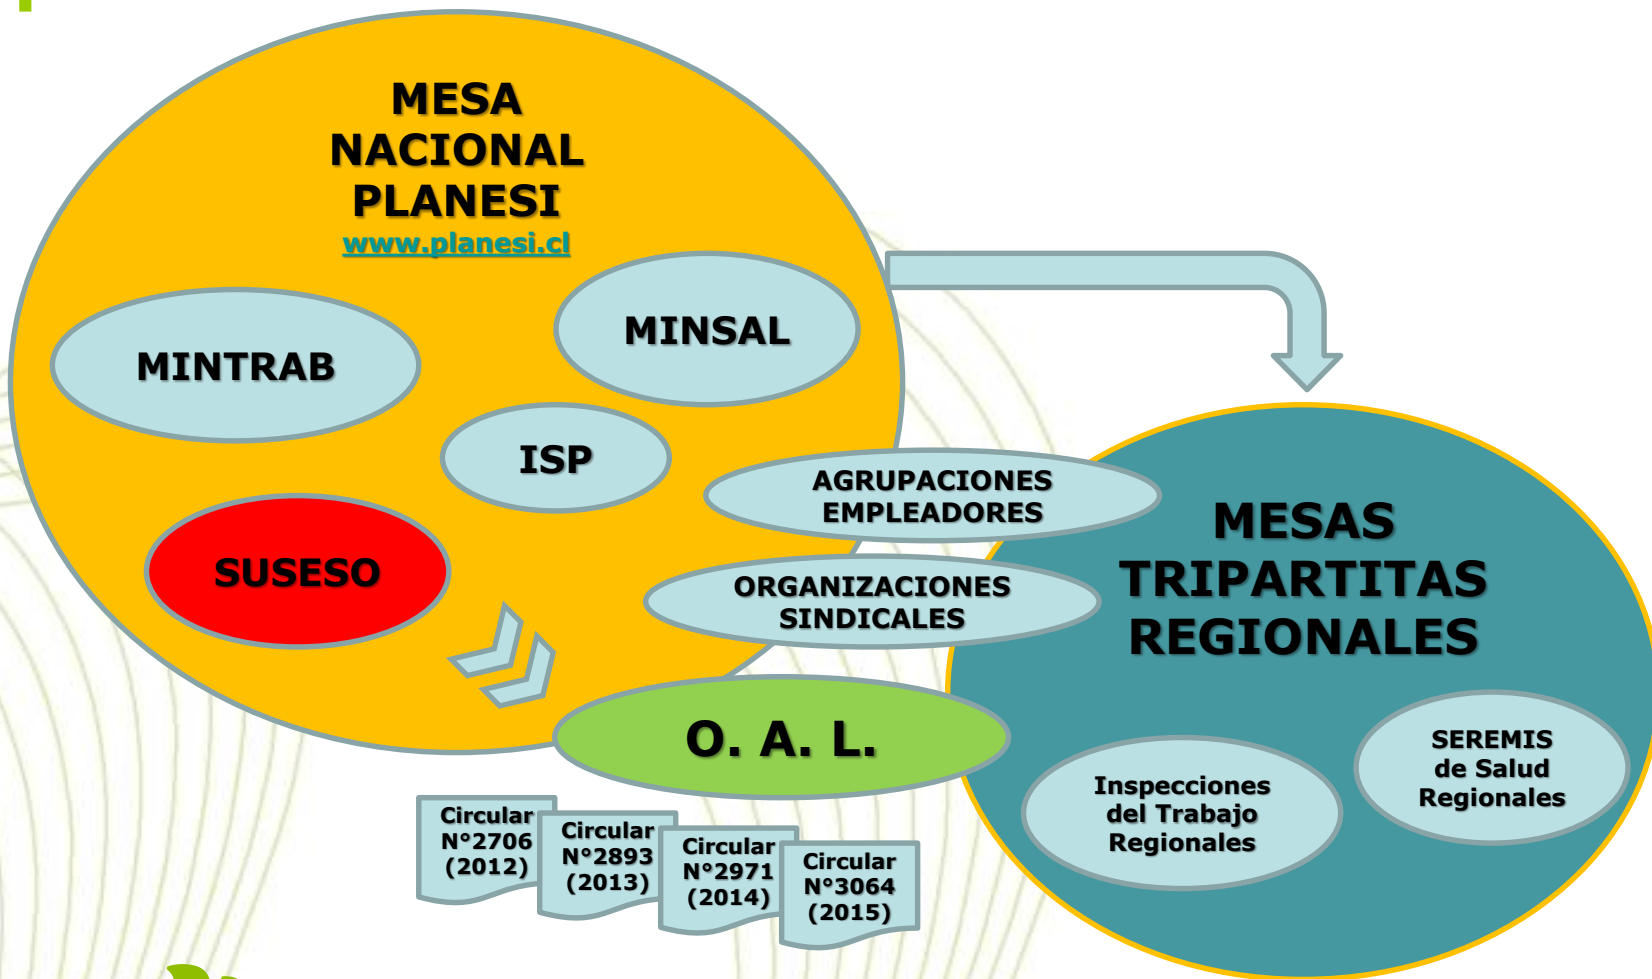 MESA
NACIONAL
PLANESI
www.planesi.cl
MINTRAB
MINSAL
ISP
SUSESO
AGRUPACIONES
EMPLEADORES
ORGANIZACIONES
SINDICALES
O. A. L.
MESAS
TRIPARTITAS
REGIONALES
Inspecciones
del Trabajo
Regionales
SEREMIS
de Salud
Regionales
Circular
N°2706
(2012)
Circular
N°2893
(2013)
Circular
N°2971
(2014)
Circular
N°3064
(2015)